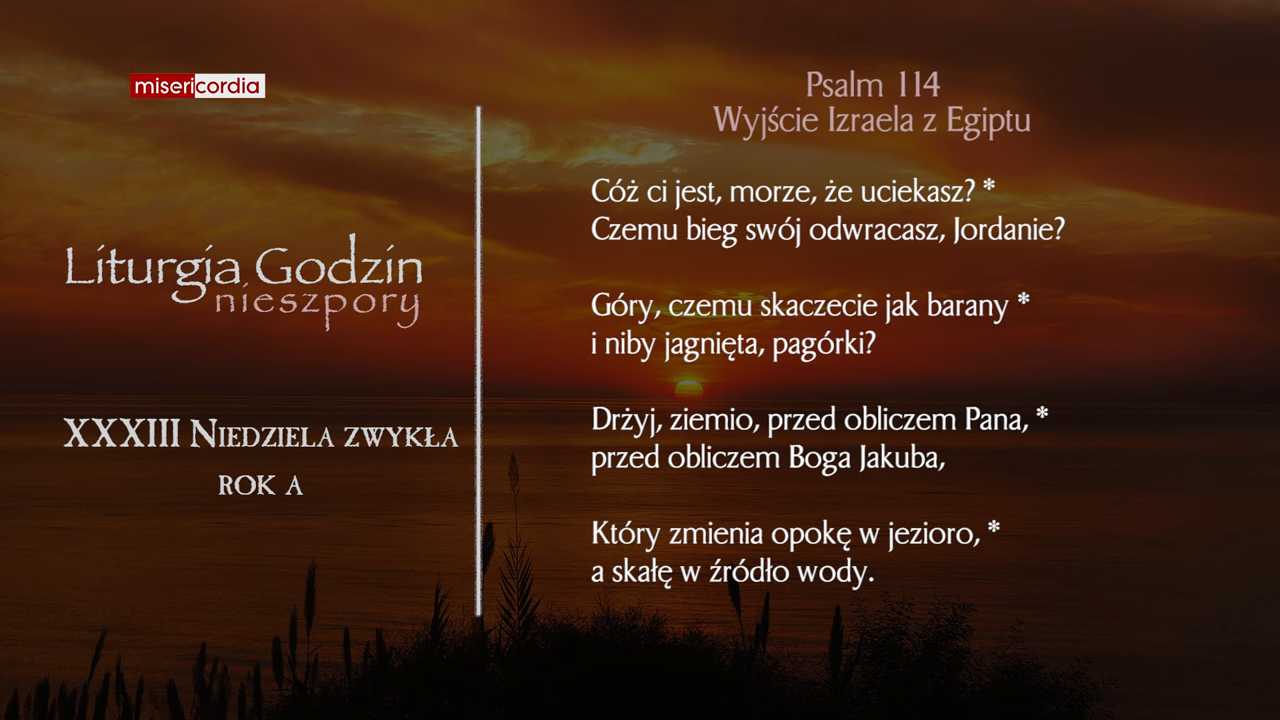 misericordia
Liturgia Godzin
nieszpory
XXXIII Niedziela zwykła
rok A
Psalm 114
Wyjście Izraela z Egiptu
Cóż ci jest, morze, że uciekasz? *
Czemu bieg swój odwracasz, Jordanie?
Góry, czemu skaczecie jak barany *
i niby jagnięta, pagórki?
Drżyj, ziemio, przed obliczem Pana, *
przed obliczem Boga Jakuba,
Który zmienia opokę w jezioro, *
a skałę w źródło wody.